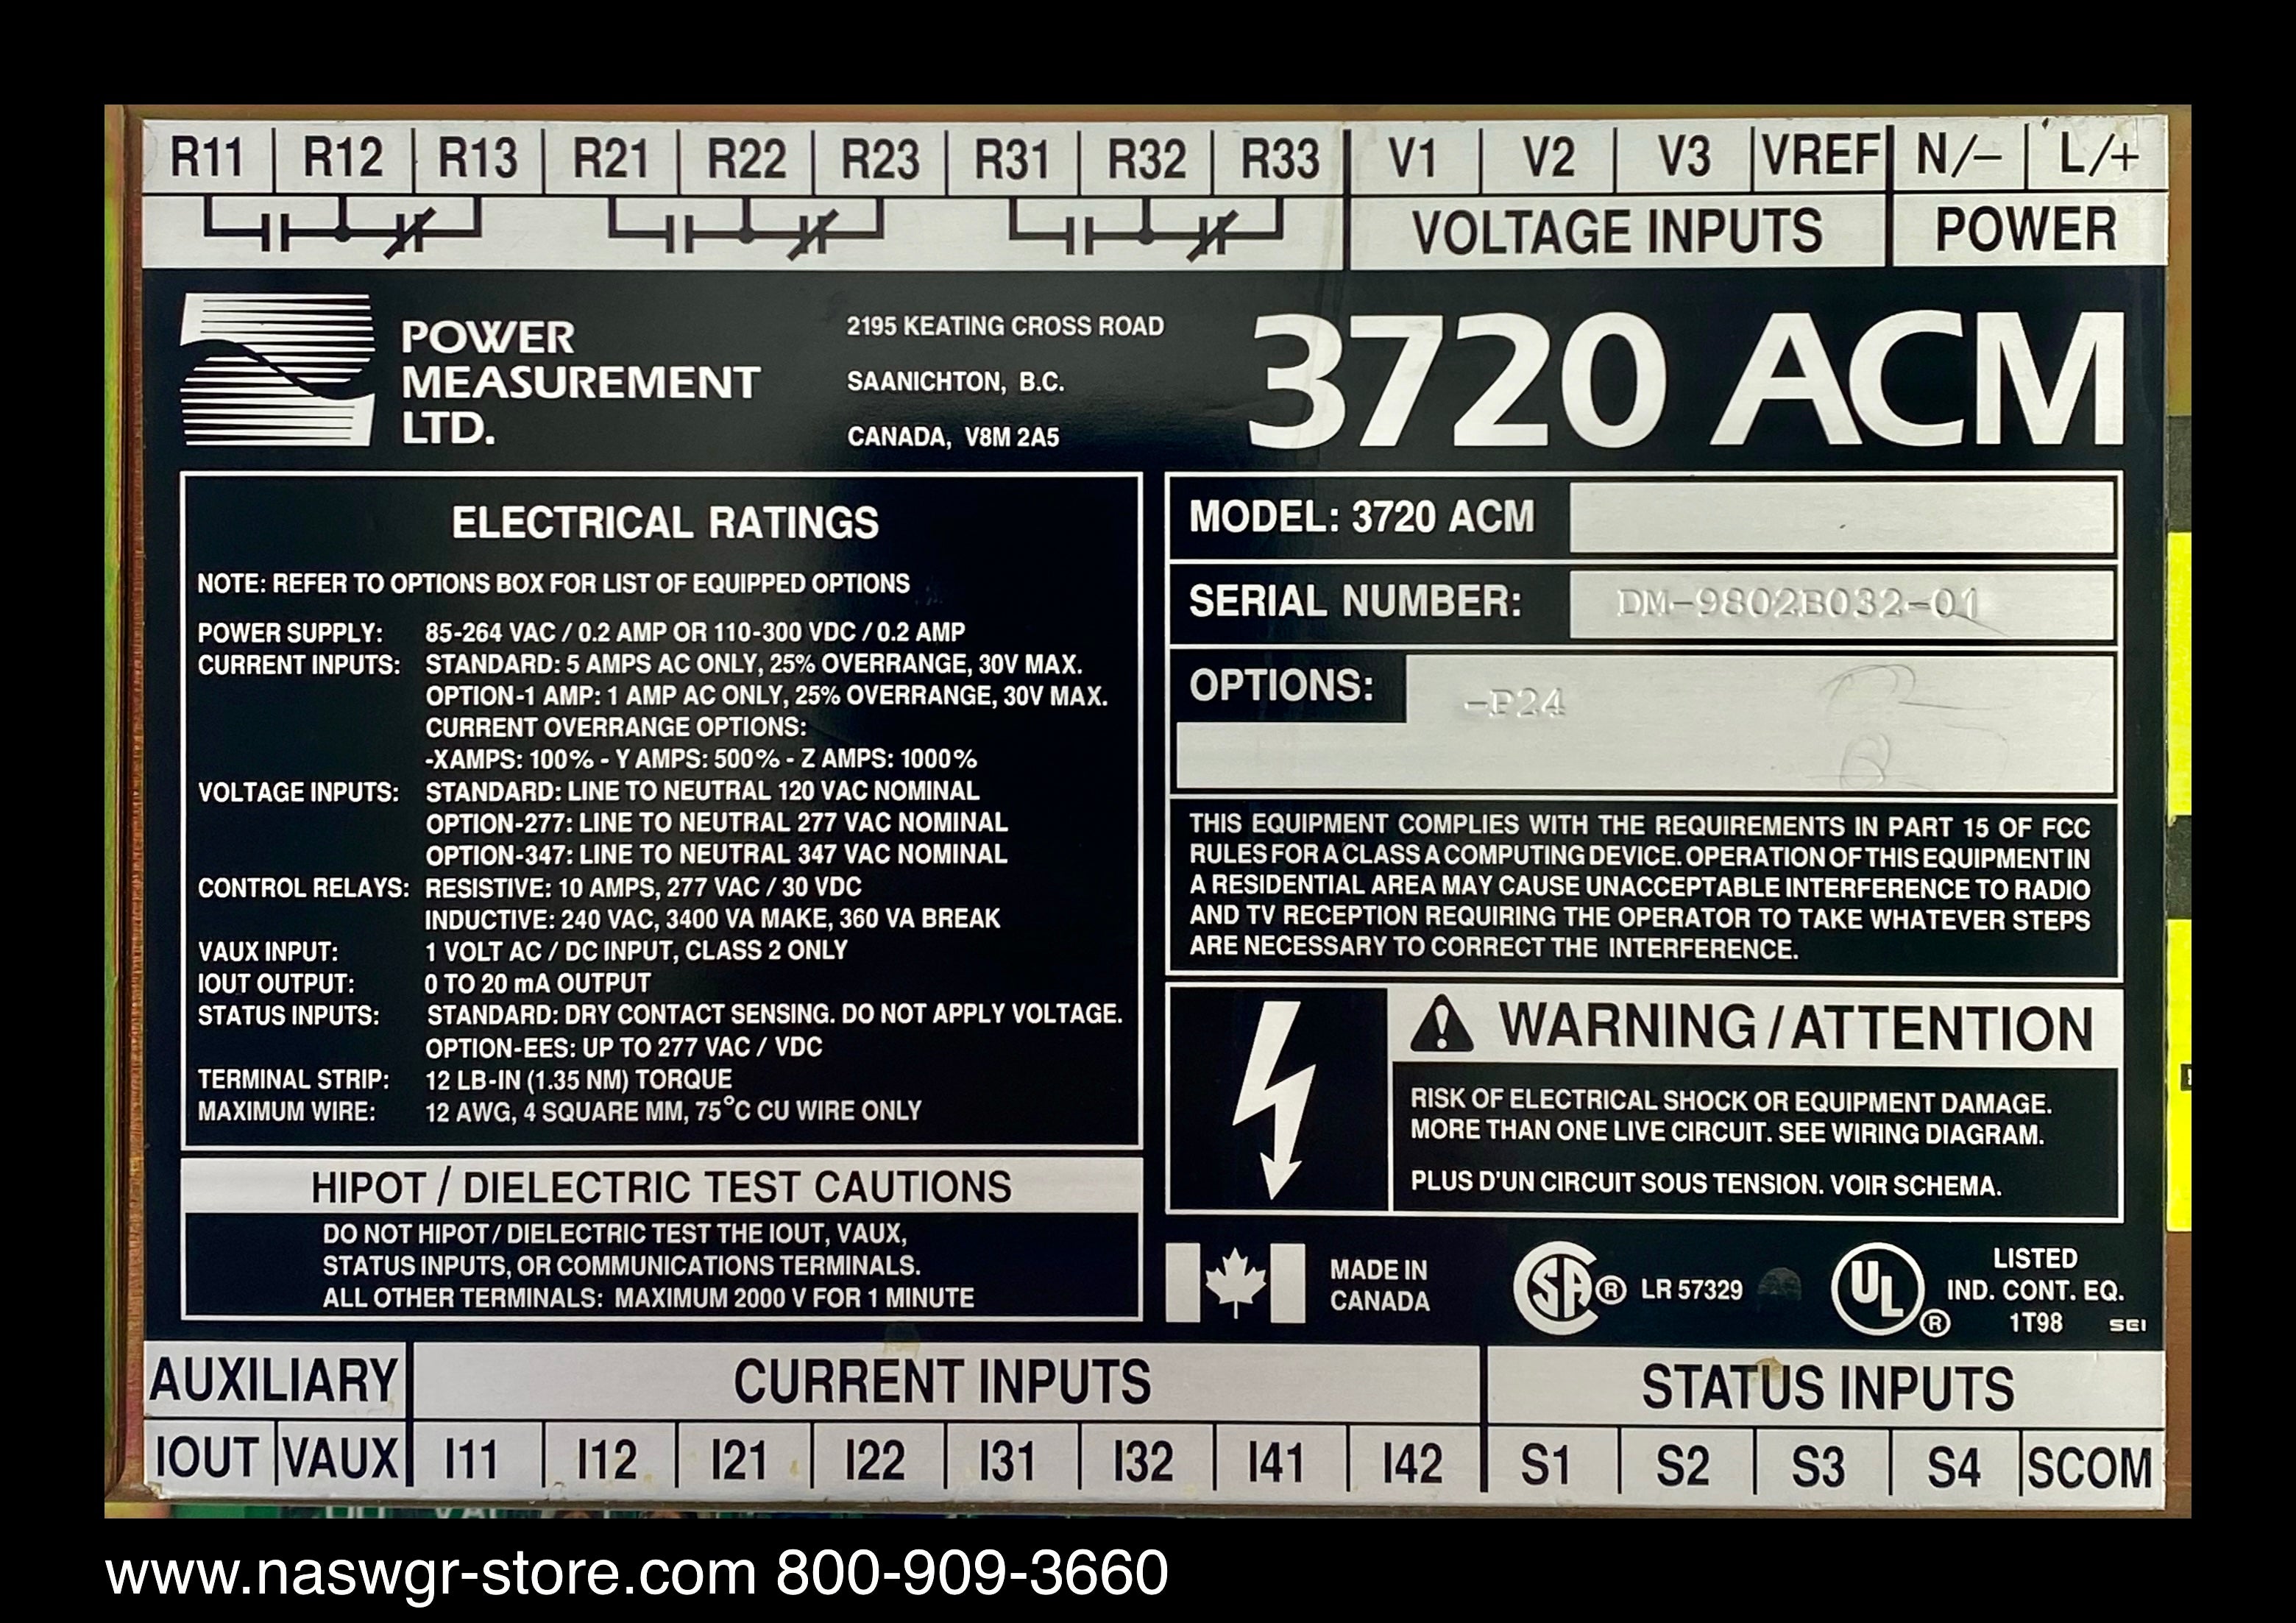 R11 R12 R13 R21 R22 R23 R31 R32 R33 V1 V2 V3 VREF N/– L/+
VOLTAGE INPUTS POWER
POWER
MEASUREMENT
LTD.
2195 KEATING CROSS ROAD
SAANICHTON, B.C.
CANADA, V8M 2A5
3720 ACM
ELECTRICAL RATINGS
NOTE: REFER TO OPTIONS BOX FOR LIST OF EQUIPPED OPTIONS
POWER SUPPLY: 85-264 VAC / 0.2 AMP OR 110-300 VDC / 0.2 AMP
CURRENT INPUTS: STANDARD: 5 AMPS AC ONLY, 25% OVERRANGE, 30V MAX.
OPTION-1 AMP: 1 AMP AC ONLY, 25% OVERRANGE, 30V MAX.
CURRENT OVERRANGE OPTIONS:
-XAMPS: 100% - Y AMPS: 500% - Z AMPS: 1000%
VOLTAGE INPUTS: STANDARD: LINE TO NEUTRAL 120 VAC NOMINAL
OPTION-277: LINE TO NEUTRAL 277 VAC NOMINAL
OPTION-347: LINE TO NEUTRAL 347 VAC NOMINAL
CONTROL RELAYS: RESISTIVE: 10 AMPS, 277 VAC / 30 VDC
INDUCTIVE: 240 VAC, 3400 VA MAKE, 360 VA BREAK
VAUX INPUT: 1 VOLT AC / DC INPUT, CLASS 2 ONLY
IOUT OUTPUT: 0 TO 20 mA OUTPUT
STATUS INPUTS: STANDARD: DRY CONTACT SENSING. DO NOT APPLY VOLTAGE.
OPTION-EES: UP TO 277 VAC / VDC
TERMINAL STRIP: 12 LB-IN (1.35 NM) TORQUE
MAXIMUM WIRE: 12 AWG, 4 SQUARE MM, 75°C CU WIRE ONLY
HIPOT / DIELECTRIC TEST CAUTIONS
DO NOT HIPOT / DIELECTRIC TEST THE IOUT, VAUX,
STATUS INPUTS, OR COMMUNICATIONS TERMINALS.
ALL OTHER TERMINALS: MAXIMUM 2000 V FOR 1 MINUTE
MODEL: 3720 ACM
SERIAL NUMBER: DM-9802B032-01
OPTIONS: -P24
THIS EQUIPMENT COMPLIES WITH THE REQUIREMENTS IN PART 15 OF FCC
RULES FOR A CLASS A COMPUTING DEVICE. OPERATION OF THIS EQUIPMENT IN
A RESIDENTIAL AREA MAY CAUSE UNACCEPTABLE INTERFERENCE TO RADIO
AND TV RECEPTION REQUIRING THE OPERATOR TO TAKE WHATEVER STEPS
ARE NECESSARY TO CORRECT THE INTERFERENCE.
WARNING / ATTENTION
RISK OF ELECTRICAL SHOCK OR EQUIPMENT DAMAGE.
MORE THAN ONE LIVE CIRCUIT. SEE WIRING DIAGRAM.
PLUS D'UN CIRCUIT SOUS TENSION. VOIR SCHEMA.
MADE IN
CANADA
SA ® LR 57329
UL ®
LISTED
IND. CONT. EQ.
1T98 SEI
AUXILIARY CURRENT INPUTS STATUS INPUTS
IOUT VAUX I11 I12 I21 I22 I31 I32 I41 I42 S1 S2 S3 S4 SCOM
www.naswgr-store.com 800-909-3660